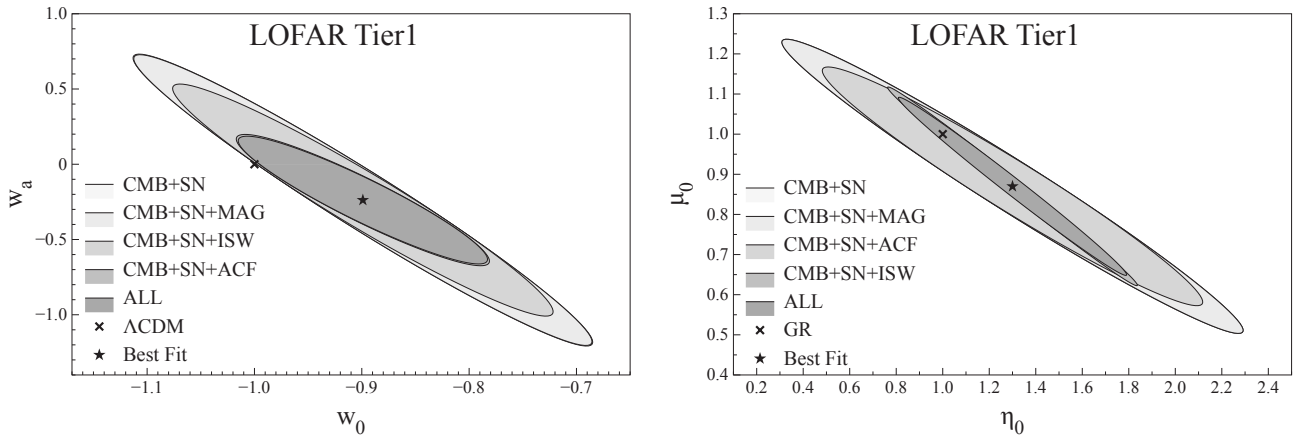 LOFAR Tier1
1.0
0.5
0
−0.5
−1.0
w_a
CMB+SN
CMB+SN+MAG
CMB+SN+ISW
CMB+SN+ACF
ALL
ΛCDM
Best Fit
−1.1 −1.0 −0.9 −0.8 −0.7
w_0
LOFAR Tier1
1.3
1.2
1.1
1.0
0.9
0.8
0.7
0.6
0.5
0.4
μ_0
CMB+SN
CMB+SN+MAG
CMB+SN+ACF
CMB+SN+ISW
ALL
GR
Best Fit
0.2 0.4 0.6 0.8 1.0 1.2 1.4 1.6 1.8 2.0 2.2 2.4
η_0